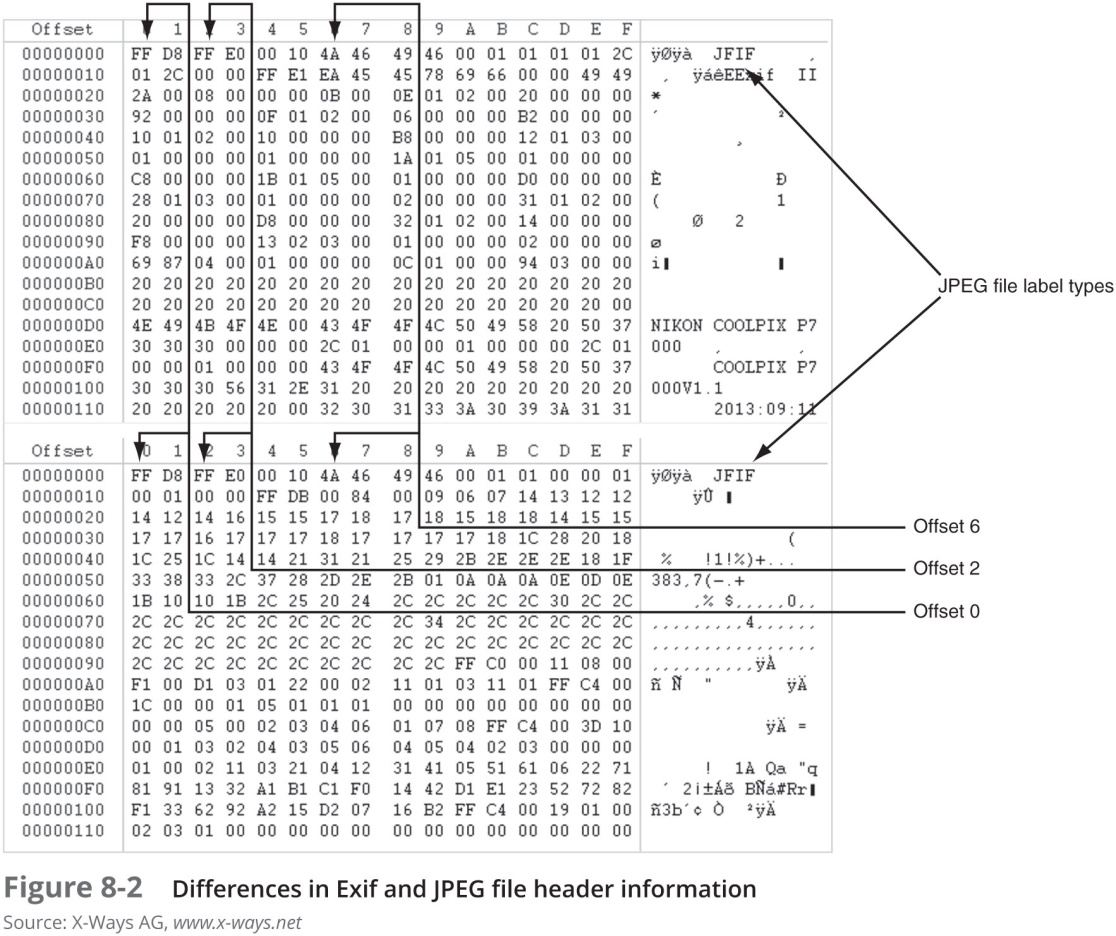 Offset 1 2 3 4 5 7 8 9 A B C D E F
00000000 FF D8 FF E0 00 10 4A 46 49 46 00 01 01 01 01 2C ÿØÿà JFIF ,
00000010 01 2C 00 00 FF E1 EA 45 45 78 69 66 00 00 49 49 , ÿáêEExif II
00000020 2A 00 08 00 00 00 0B 00 0E 01 02 00 20 00 00 00 *
00000030 92 00 00 00 0F 01 02 00 06 00 00 00 B2 00 00 00 ´ ²
00000040 10 01 02 00 10 00 00 00 B8 00 00 00 12 01 03 00 ¸
00000050 01 00 00 00 01 00 00 00 1A 01 05 00 01 00 00 00
00000060 C8 00 00 00 1B 01 05 00 01 00 00 00 D0 00 00 00 È Ð
00000070 28 01 03 00 01 00 00 00 02 00 00 00 31 01 02 00 ( 1
00000080 20 00 00 00 D8 00 00 00 32 01 02 00 14 00 00 00 Ø 2
00000090 F8 00 00 00 13 02 03 00 01 00 00 00 02 00 00 00 ø
000000A0 69 87 04 00 01 00 00 00 0C 01 00 00 94 03 00 00 i▮ ▮
000000B0 20 20 20 20 20 20 20 20 20 20 20 20 20 20 20 20
000000C0 20 20 20 20 20 20 20 20 20 20 20 20 20 20 20 00
000000D0 4E 49 4B 4F 4E 00 43 4F 4F 4C 50 49 58 20 50 37 NIKON COOLPIX P7
000000E0 30 30 30 00 00 00 2C 01 00 00 01 00 00 00 2C 01 000 , ,
000000F0 00 00 01 00 00 00 43 4F 4F 4C 50 49 58 20 50 37 COOLPIX P7
00000100 30 30 30 56 31 2E 31 20 20 20 20 20 20 20 20 20 000V1.1
00000110 20 20 20 20 20 00 32 30 31 33 3A 30 39 3A 31 31 2013:09:11
JPEG file label types
Offset 0 1 2 3 4 5 7 8 9 A B C D E F
00000000 FF D8 FF E0 00 10 4A 46 49 46 00 01 01 00 00 01 ÿØÿà JFIF
00000010 00 01 00 00 FF DB 00 84 00 09 06 07 14 13 12 12 ÿÛ ▮
00000020 14 12 14 16 15 15 17 18 17 18 15 18 18 14 15 15
00000030 17 17 16 17 17 17 18 17 17 17 17 18 1C 28 20 18 (
00000040 1C 25 1C 14 14 21 31 21 25 29 2B 2E 2E 2E 18 1F % !1!%)+...
00000050 33 38 33 2C 37 28 2D 2E 2B 01 0A 0A 0A 0E 0D 0E 383,7(-.+
00000060 1B 10 10 1B 2C 25 20 24 2C 2C 2C 2C 2C 30 2C 2C ,% $,,,,,0,,
00000070 2C 2C 2C 2C 2C 2C 2C 2C 2C 34 2C 2C 2C 2C 2C 2C ,,,,,,,,,4,,,,,,
00000080 2C 2C 2C 2C 2C 2C 2C 2C 2C 2C 2C 2C 2C 2C 2C 2C ,,,,,,,,,,,,,,,,
00000090 2C 2C 2C 2C 2C 2C 2C 2C 2C 2C FF C0 00 11 08 00 ,,,,,,,,,,ÿÀ
000000A0 F1 00 D1 03 01 22 00 02 11 01 03 11 01 FF C4 00 ñ Ñ " ÿÄ
000000B0 1C 00 00 01 05 01 01 01 00 00 00 00 00 00 00 00
000000C0 00 00 05 00 02 03 04 06 01 07 08 FF C4 00 3D 10 ÿÄ =
000000D0 00 01 03 02 04 03 05 06 04 05 04 02 03 00 00 00
000000E0 01 00 02 11 03 21 04 12 31 41 05 51 61 06 22 71 ! 1A Qa "q
000000F0 81 91 13 32 A1 B1 C1 F0 14 42 D1 E1 23 52 72 82 ´ 2¡±Áð BÑá#Rr▮
00000100 F1 33 62 92 A2 15 D2 07 16 B2 FF C4 00 19 01 00 ñ3b´¢ Ò ²ÿÄ
00000110 02 03 01 00 00 00 00 00 00 00 00 00 00 00 00 00
Offset 6
Offset 2
Offset 0
Figure 8-2 Differences in Exif and JPEG file header information
Source: X-Ways AG, www.x-ways.net